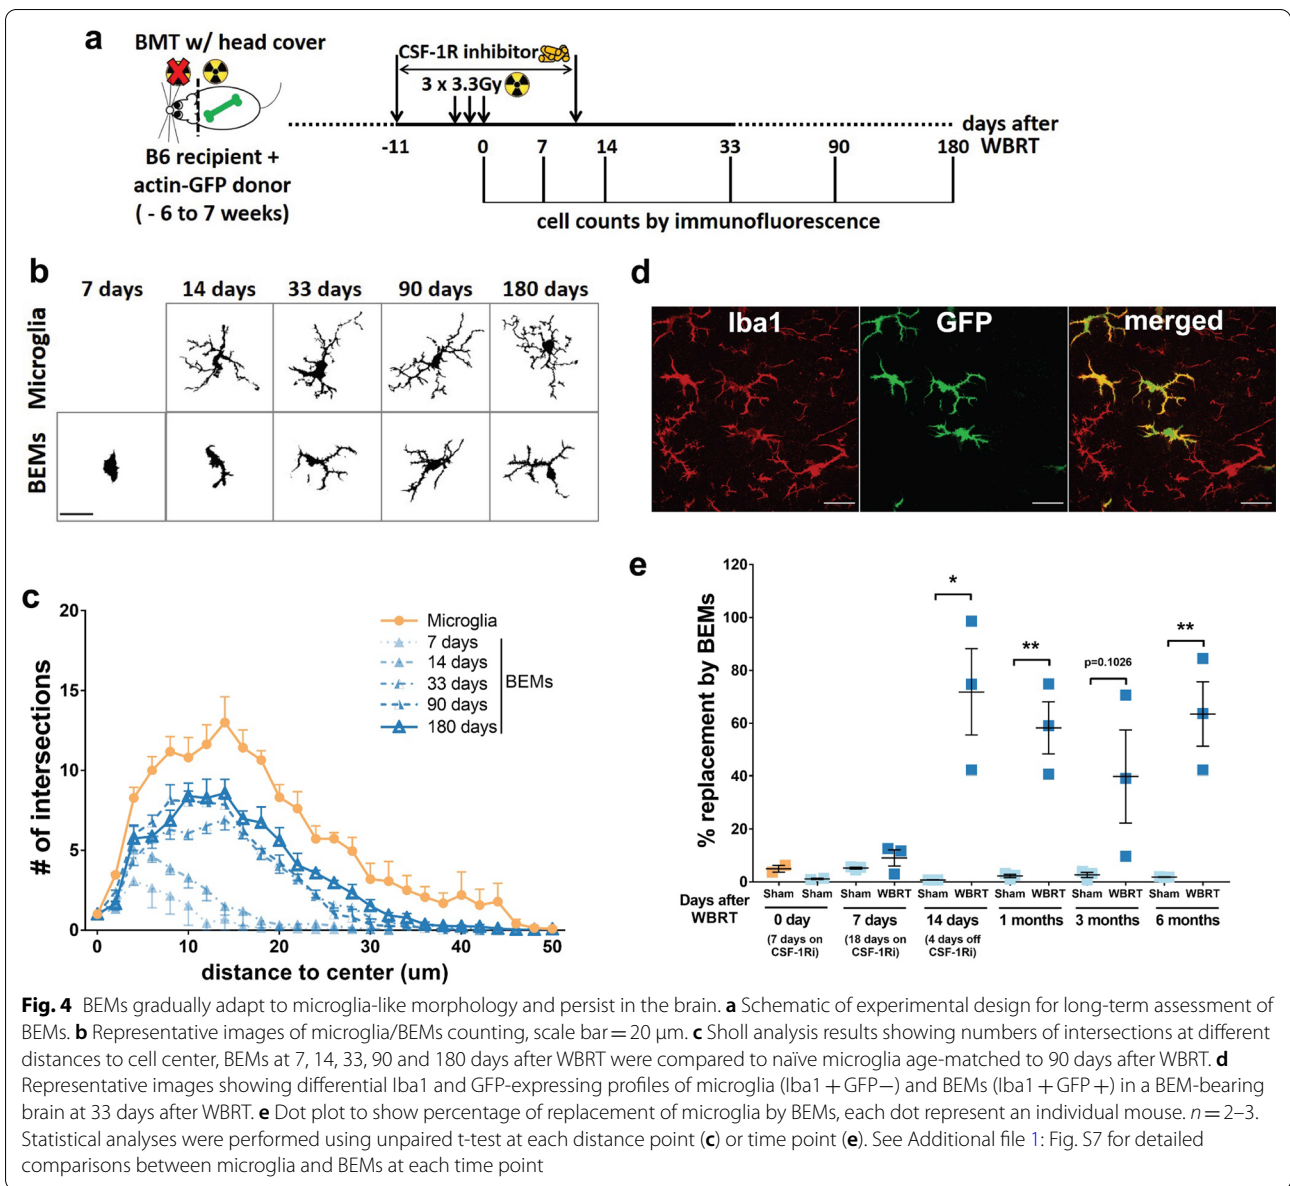 a
BMT w/ head cover
B6 recipient +
actin-GFP donor
( - 6 to 7 weeks)
CSF-1R inhibitor
3 x 3.3Gy
days after
WBRT
-11 0 7 14 33 90 180
cell counts by immunofluorescence
b
7 days 14 days 33 days 90 days 180 days
Microglia
BEMs
d
Iba1 GFP merged
c
# of intersections
20
15
10
5
0
0 10 20 30 40 50
distance to center (um)
Microglia
7 days
14 days
33 days
90 days
180 days
BEMs
e
% replacement by BEMs
120
100
80
60
40
20
0
* ** p=0.1026 **
Sham Sham Sham WBRT Sham WBRT Sham WBRT Sham WBRT Sham WBRT
Days after
WBRT
0 day 7 days 14 days 1 months 3 months 6 months
(7 days on
CSF-1Ri)
(18 days on
CSF-1Ri)
(4 days off
CSF-1Ri)
Fig. 4 BEMs gradually adapt to microglia-like morphology and persist in the brain. a Schematic of experimental design for long-term assessment of
BEMs. b Representative images of microglia/BEMs counting, scale bar = 20 μm. c Sholl analysis results showing numbers of intersections at different
distances to cell center, BEMs at 7, 14, 33, 90 and 180 days after WBRT were compared to naïve microglia age-matched to 90 days after WBRT. d
Representative images showing differential Iba1 and GFP-expressing profiles of microglia (Iba1 + GFP−) and BEMs (Iba1 + GFP +) in a BEM-bearing
brain at 33 days after WBRT. e Dot plot to show percentage of replacement of microglia by BEMs, each dot represent an individual mouse. n = 2–3.
Statistical analyses were performed using unpaired t-test at each distance point (c) or time point (e). See Additional file 1: Fig. S7 for detailed
comparisons between microglia and BEMs at each time point